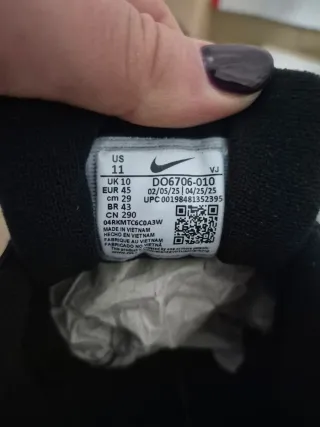 US
11
VJ
UK 10
EUR 45
cm 29
BR 43
CN 290
DO6706-010
02/05/25 04/25/25
UPC 00198481352395
04RKMTC6C0A3W
MADE IN VIETNAM
HECHO EN VIETNAM
FABRIQUE AU VIETNAM
FABRICADO NO VIETNÃ